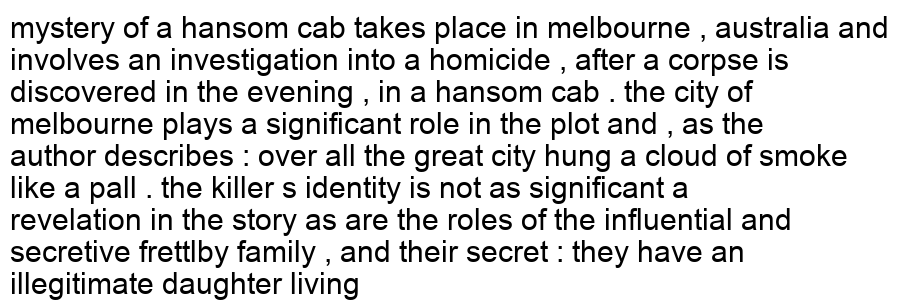 mystery of a hansom cab takes place in melbourne , australia and
involves an investigation into a homicide , after a corpse is
discovered in the evening , in a hansom cab . the city of
melbourne plays a significant role in the plot and , as the
author describes : over all the great city hung a cloud of smoke
like a pall . the killer s identity is not as significant a
revelation in the story as are the roles of the influential and
secretive frettlby family , and their secret : they have an
illegitimate daughter living